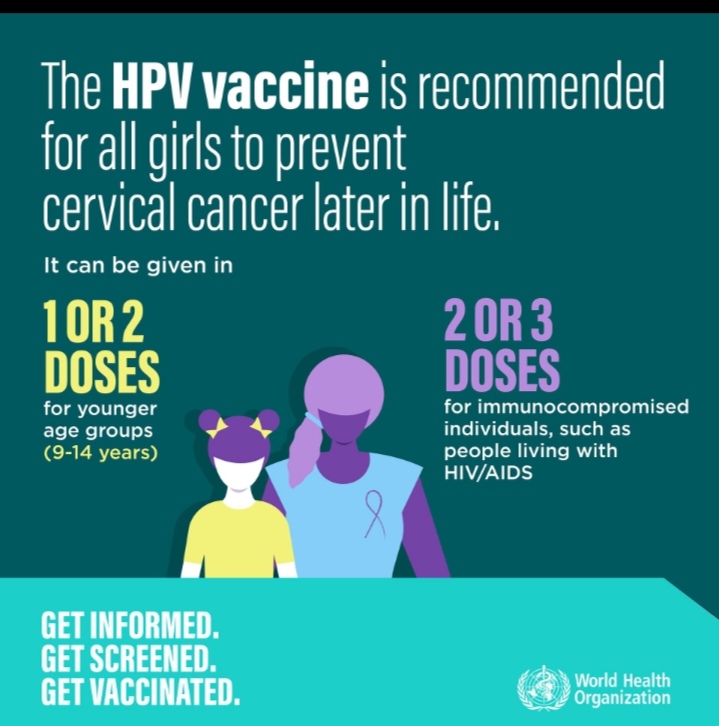 The HPV vaccine is recommended
for all girls to prevent
cervical cancer later in life.
It can be given in
1 OR 2
DOSES
for younger
age groups
(9-14 years)
2 OR 3
DOSES
for immunocompromised
individuals, such as
people living with
HIV/AIDS
GET INFORMED.
GET SCREENED.
GET VACCINATED.
World Health
Organization